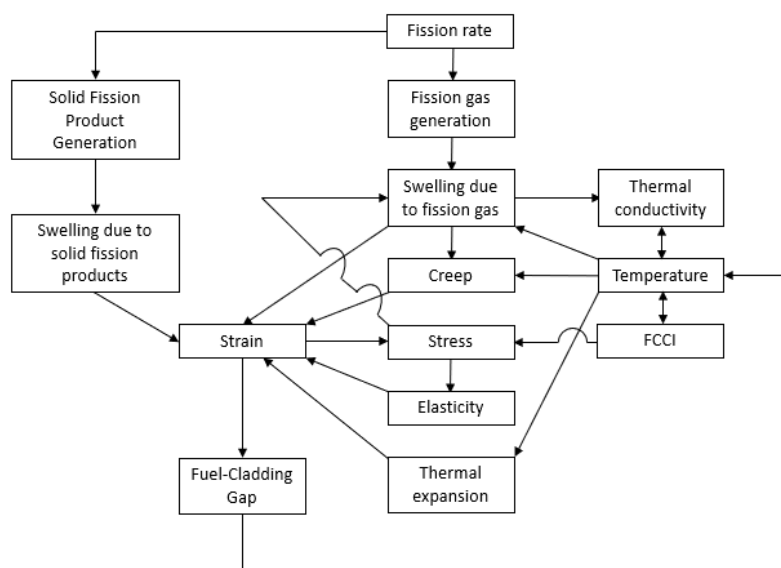 Fission rate
Solid Fission
Product
Generation
Fission gas
generation
Swelling due
to fission gas
Thermal
conductivity
Swelling due to
solid fission
products
Creep
Temperature
Strain
Stress
FCCI
Elasticity
Fuel-Cladding
Gap
Thermal
expansion